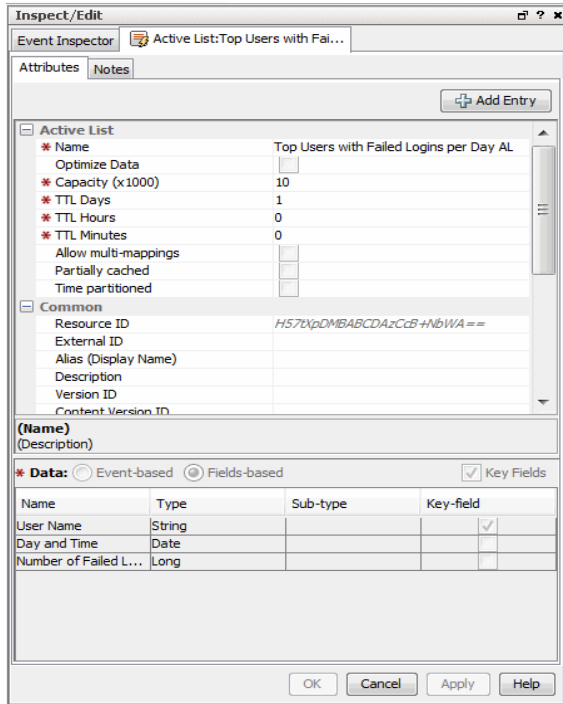 Inspect/Edit
Event Inspector Active List:Top Users with Fai...
Attributes Notes
Add Entry
Active List
* Name Top Users with Failed Logins per Day AL
Optimize Data
* Capacity (x1000) 10
* TTL Days 1
* TTL Hours 0
* TTL Minutes 0
Allow multi-mappings
Partially cached
Time partitioned
Common
Resource ID H57tXpDMBABCDAzCcB+NbWA==
External ID
Alias (Display Name)
Description
Version ID
Content Version ID
(Name)
(Description)
* Data: Event-based Fields-based Key Fields
Name Type Sub-type Key-field
User Name String
Day and Time Date
Number of Failed L... Long
OK Cancel Apply Help